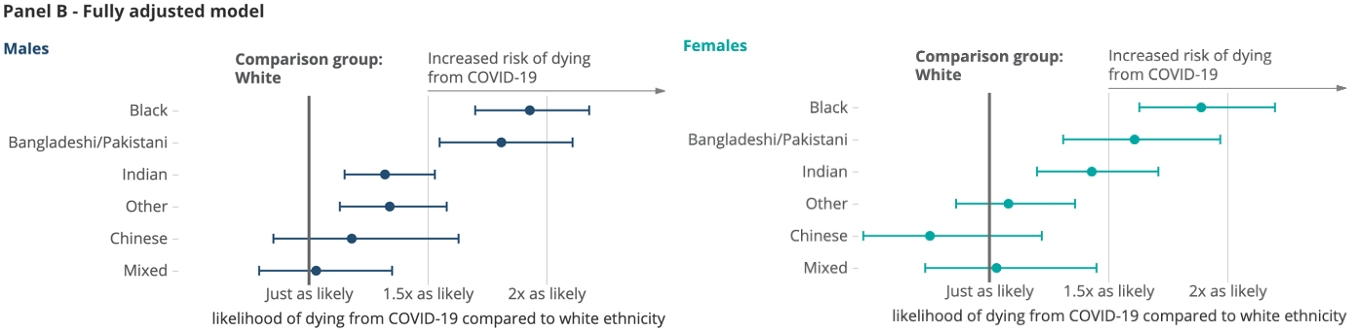 Panel B - Fully adjusted model
Males
Comparison group:
White
Increased risk of dying
from COVID-19
Black
Bangladeshi/Pakistani
Indian
Other
Chinese
Mixed
Just as likely
1.5x as likely
2x as likely
likelihood of dying from COVID-19 compared to white ethnicity
Females
Comparison group:
White
Increased risk of dying
from COVID-19
Black
Bangladeshi/Pakistani
Indian
Other
Chinese
Mixed
Just as likely
1.5x as likely
2x as likely
likelihood of dying from COVID-19 compared to white ethnicity